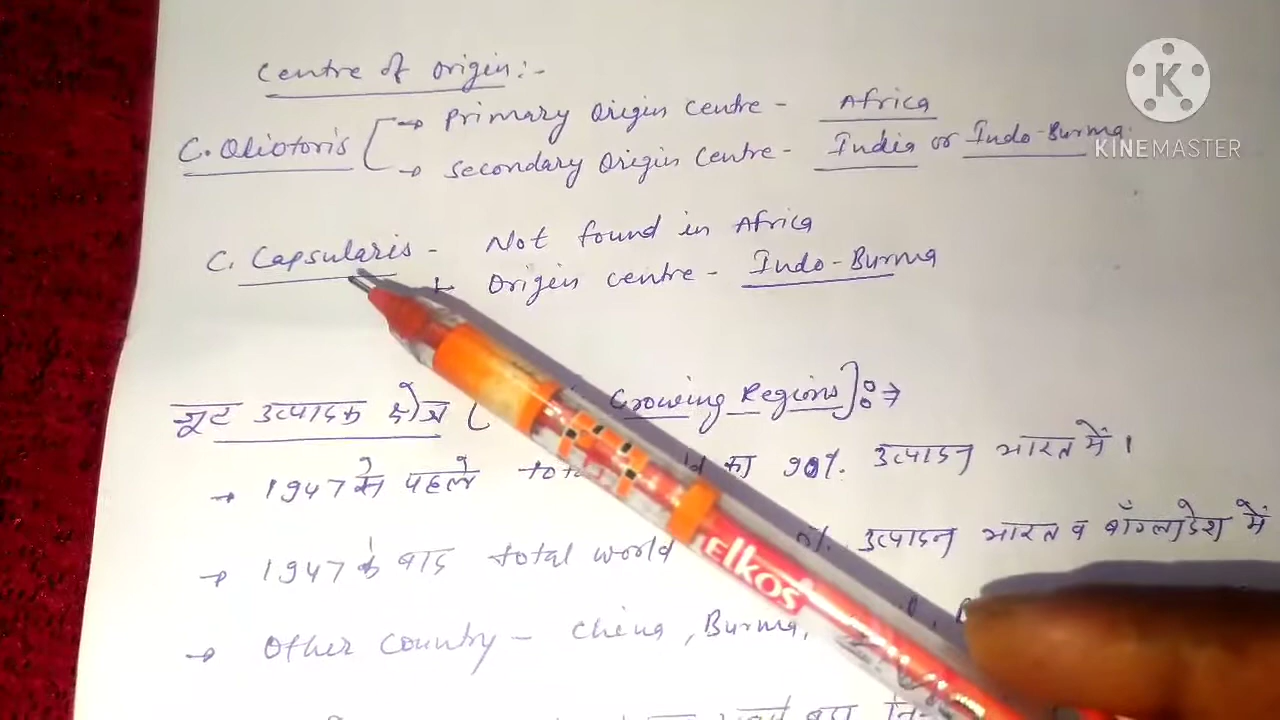 Centre of origin:-
C. Oliotoris → Primary Origin Centre - Africa
→ Secondary Origin Centre - India or Indo-Burma.
C. Capsularis - Not found in Africa
Origin Centre - Indo-Burma
जूट उत्पादक क्षेत्र ( Growing Regions]:→
→ 1947 से पहले का 90%. उत्पादन भारत में ।
→ 1947 के बाद total world उत्पादन भारत व बाँग्लादेश में
→ Other Country - China, Burma,
K
KINEMASTER
Elkos